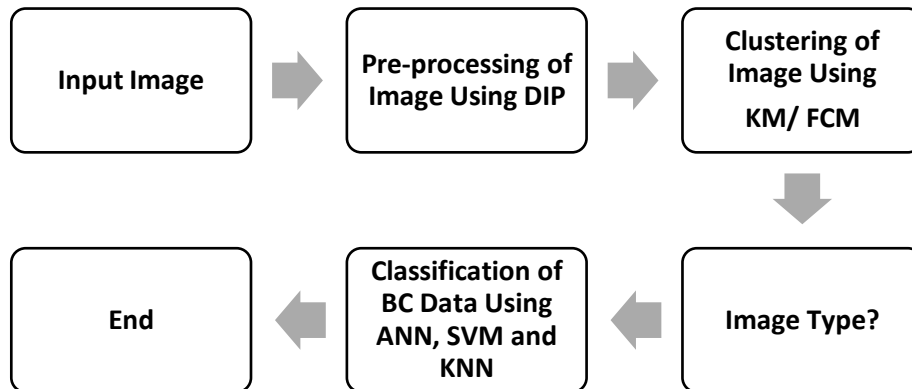 Input Image
Pre-processing of
Image Using DIP
Clustering of
Image Using
KM/ FCM
Image Type?
Classification of
BC Data Using
ANN, SVM and
KNN
End